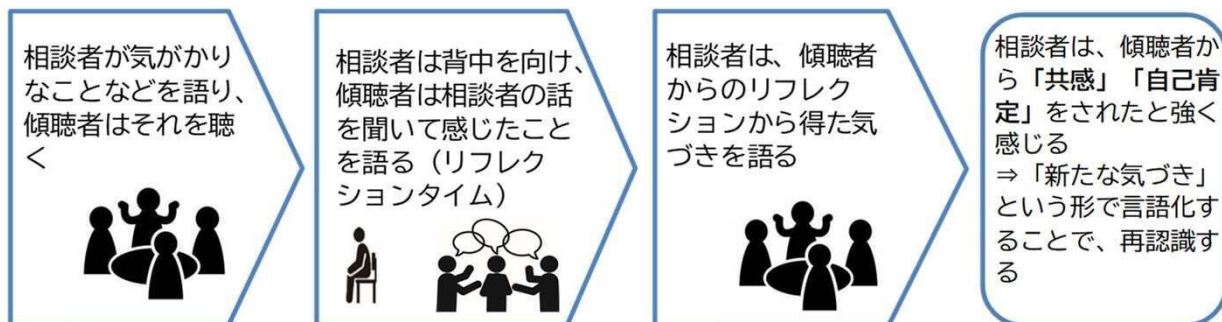 相談者が気がかり
なことなどを語り、
傾聴者はそれを聴
く
相談者は背中を向け、
傾聴者は相談者の話
を聞いて感じたこと
を語る（リフレク
ションタイム）
相談者は、傾聴者
からのリフレク
ションから得た気
づきを語る
相談者は、傾聴者か
ら「共感」「自己肯
定」をされたと強く
感じる
⇒「新たな気づき」
という形で言語化す
ることで、再認識す
る